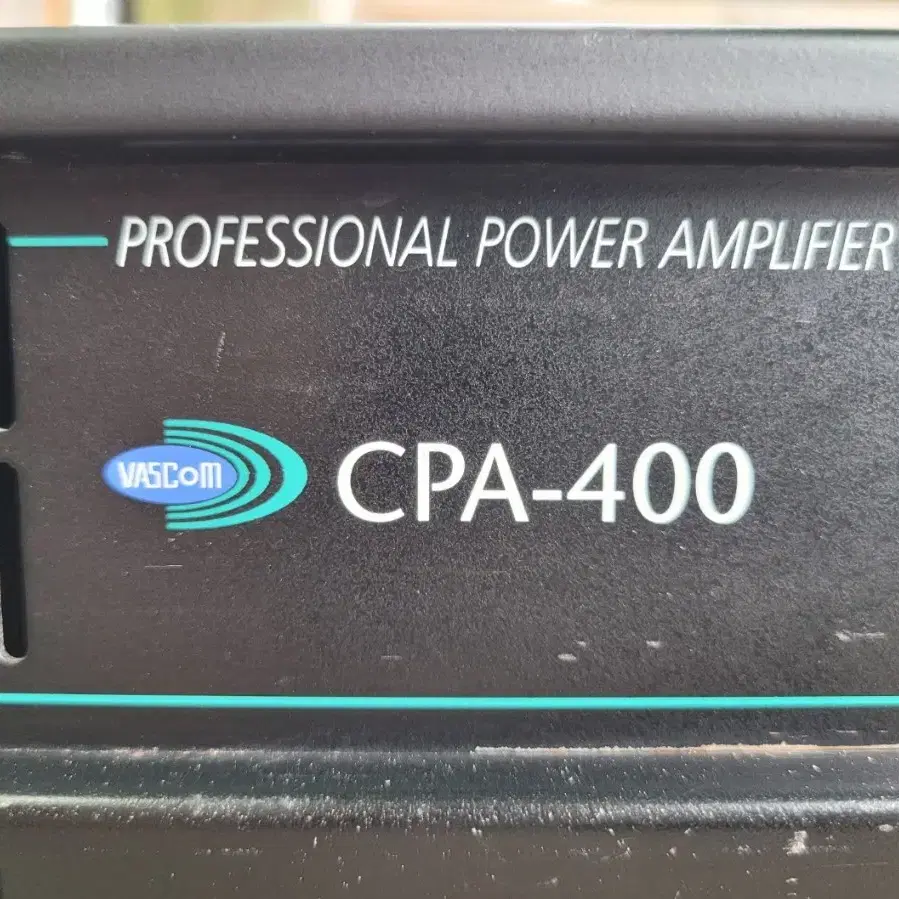 PROFESSIONAL POWER AMPLIFIER
VASCOM CPA-400